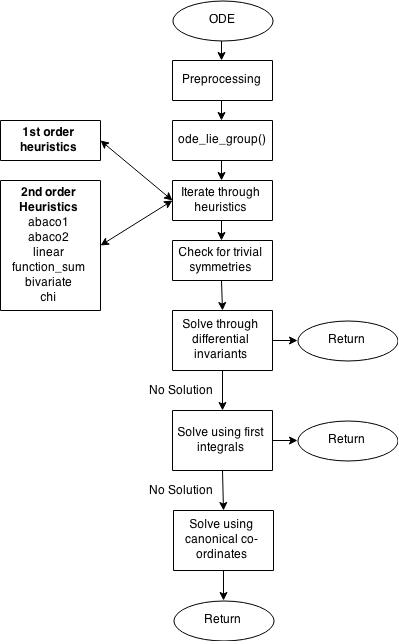 ODE
Preprocessing
ode_lie_group()
1st order
heuristics
Iterate through
heuristics
2nd order
Heuristics
abaco1
abaco2
linear
function_sum
bivariate
chi
Check for trivial
symmetries
Solve through
differential
invariants
Return
No Solution
Solve using first
integrals
Return
No Solution
Solve using
canonical co-
ordinates
Return